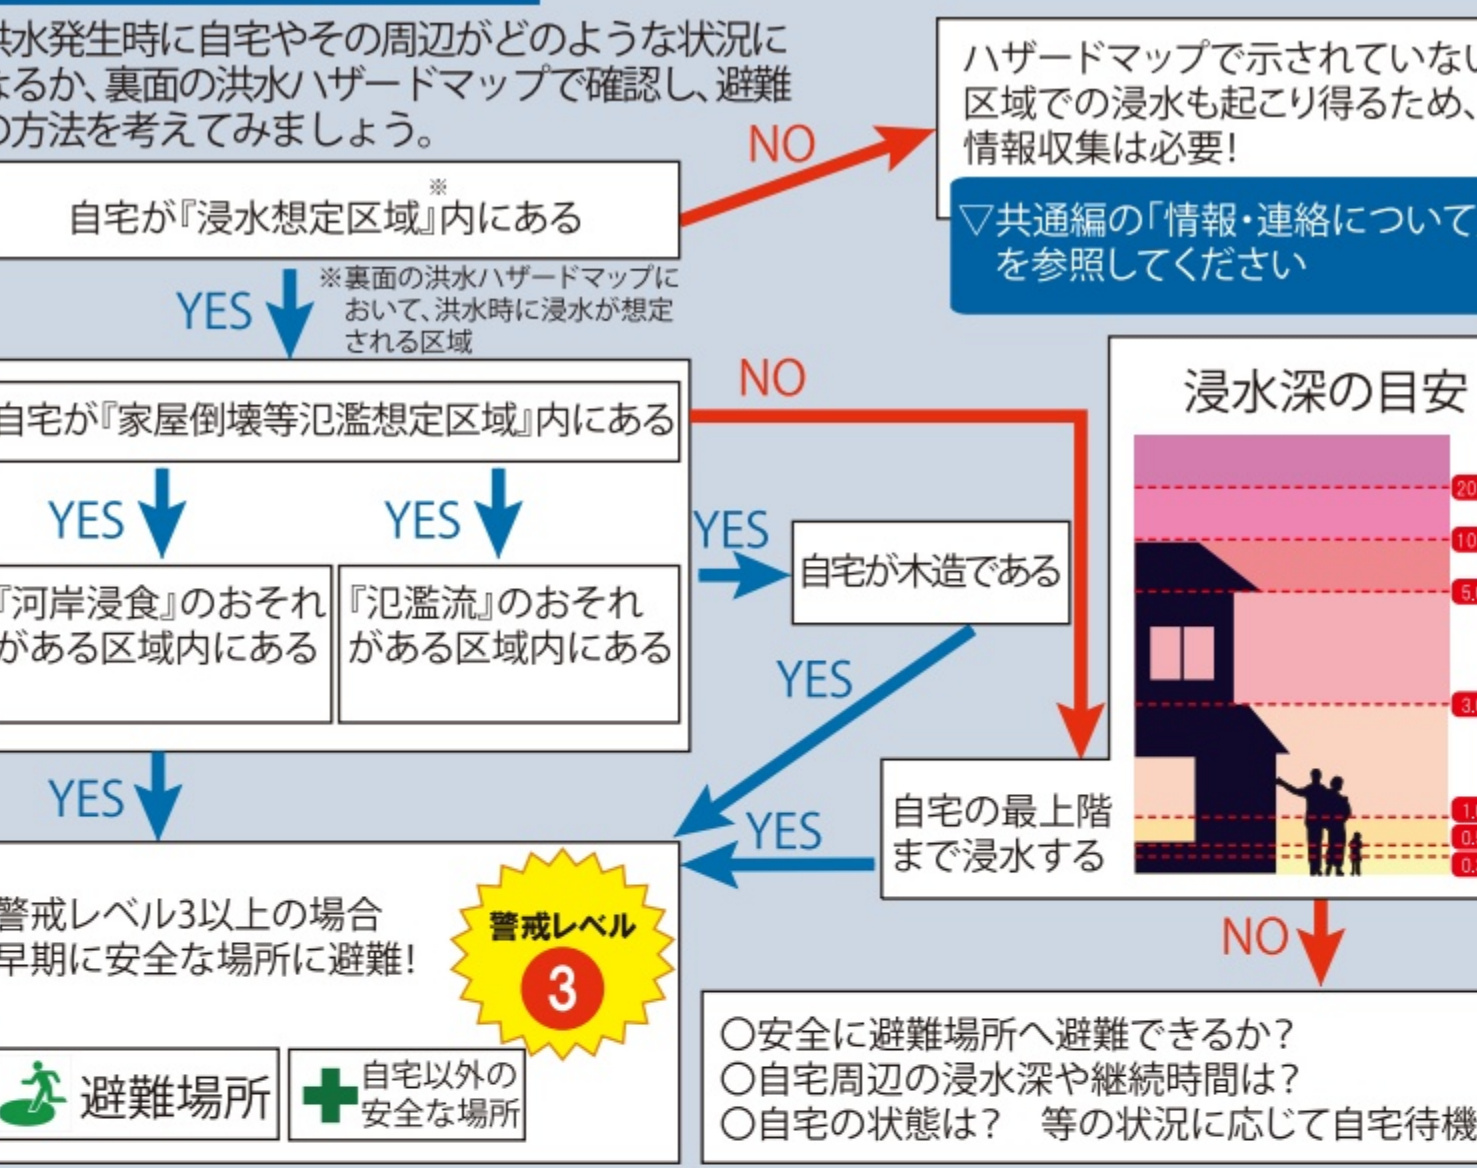 洪水発生時に自宅やその周辺がどのような状況に
なるか、裏面の洪水ハザードマップで確認し、避難
の方法を考えてみましょう。
自宅が『浸水想定区域』※内にある
NO
ハザードマップで示されていない
区域での浸水も起こり得るため、
情報収集は必要!
▽共通編の「情報・連絡について
を参照してください
YES
※裏面の洪水ハザードマップに
おいて、洪水時に浸水が想定
される区域
自宅が『家屋倒壊等氾濫想定区域』内にある
NO
YES
YES
『河岸浸食』のおそれ
がある区域内にある
『氾濫流』のおそれ
がある区域内にある
YES
自宅が木造である
YES
浸水深の目安
20
10
5.
3.
1.
0.
0.
自宅の最上階
まで浸水する
YES
YES
NO
警戒レベル3以上の場合
早期に安全な場所に避難!
警戒レベル
3
避難場所
自宅以外の
安全な場所
○安全に避難場所へ避難できるか?
○自宅周辺の浸水深や継続時間は?
○自宅の状態は? 等の状況に応じて自宅待機